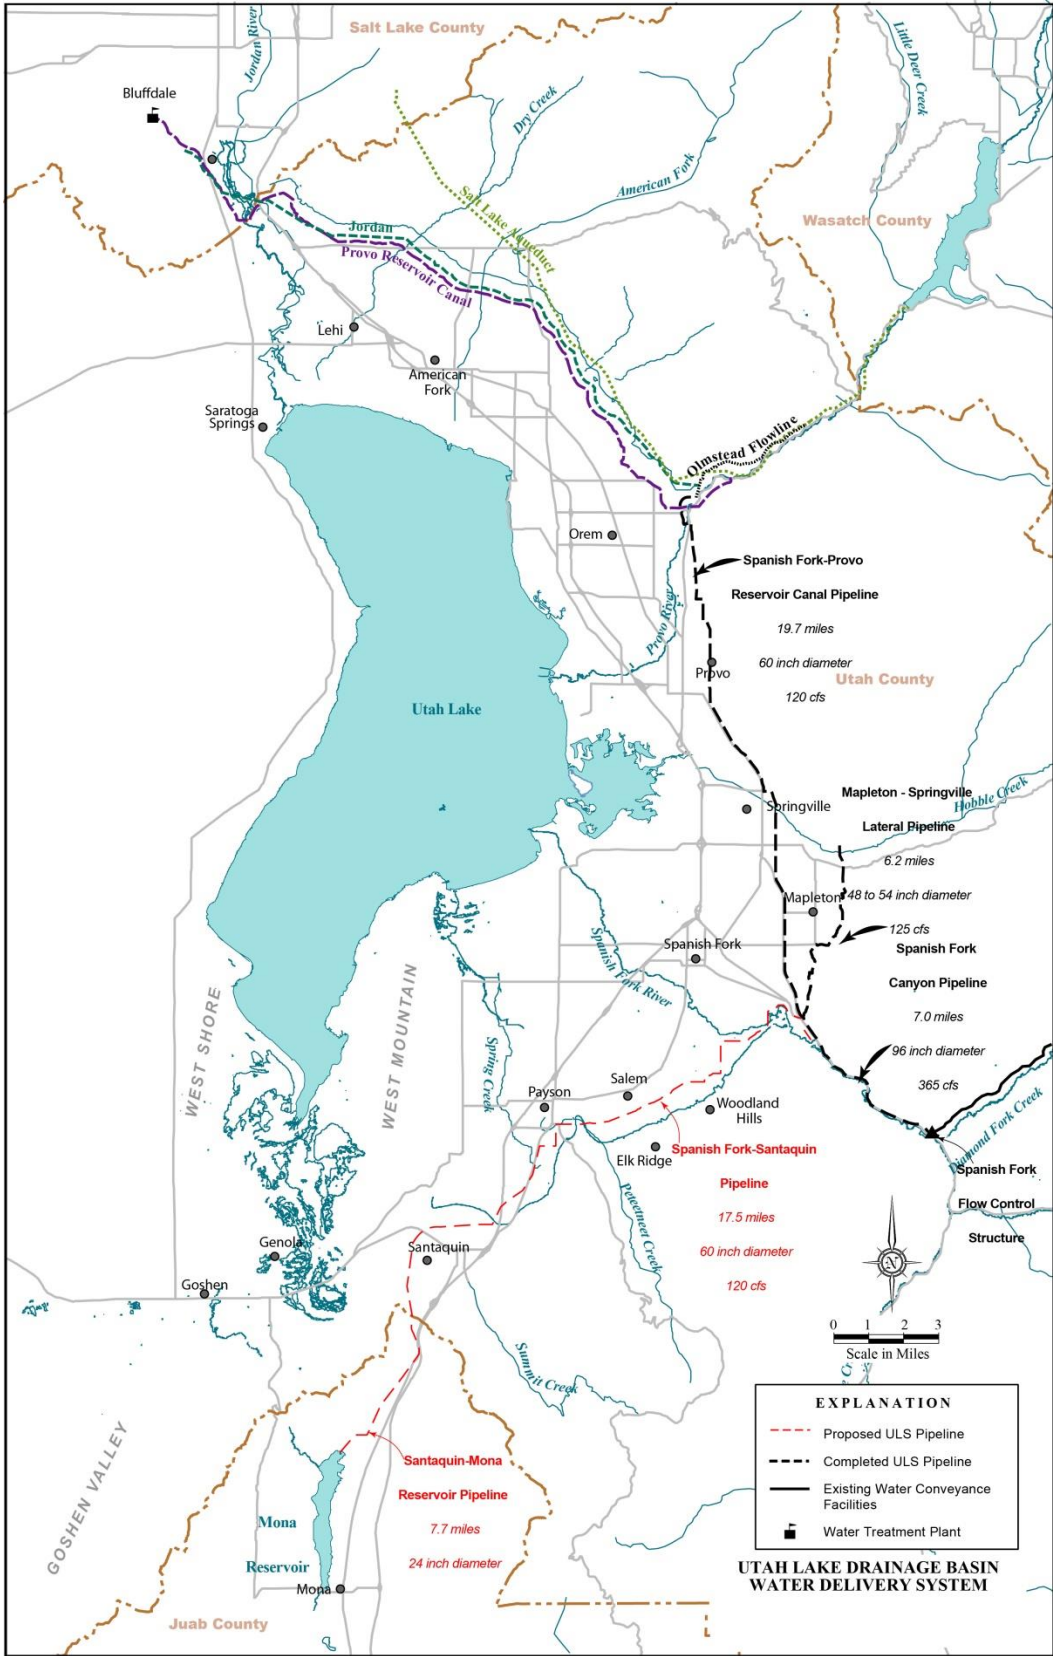 Salt Lake County
Jordan River
Little Deer Creek
Bluffdale
Dry Creek
American Fork
Salt Lake Aqueduct
Wasatch County
Jordan
Provo Reservoir Canal
Lehi
American
Fork
Saratoga
Springs
Olmstead Flowline
Orem
Spanish Fork-Provo
Reservoir Canal Pipeline
19.7 miles
60 inch diameter
120 cfs
Provo River
Provo
Utah County
Utah Lake
Mapleton - Springville
Lateral Pipeline
6.2 miles
48 to 54 inch diameter
125 cfs
Hobble Creek
Springville
Mapleton
Spanish Fork
Spanish Fork River
Spanish Fork
Canyon Pipeline
7.0 miles
96 inch diameter
365 cfs
WEST SHORE
WEST MOUNTAIN
Spring Creek
Payson
Salem
Woodland
Hills
Elk Ridge
Diamond Fork Creek
Spanish Fork
Flow Control
Structure
Spanish Fork-Santaquin
Pipeline
17.5 miles
60 inch diameter
120 cfs
Peteetneet Creek
Genola
Santaquin
Goshen
N
0 1 2 3
Scale in Miles
Summit Creek
GOSHEN VALLEY
Santaquin-Mona
Reservoir Pipeline
7.7 miles
24 inch diameter
Mona
Reservoir
Mona
Juab County
EXPLANATION
Proposed ULS Pipeline
Completed ULS Pipeline
Existing Water Conveyance
Facilities
Water Treatment Plant
UTAH LAKE DRAINAGE BASIN
WATER DELIVERY SYSTEM